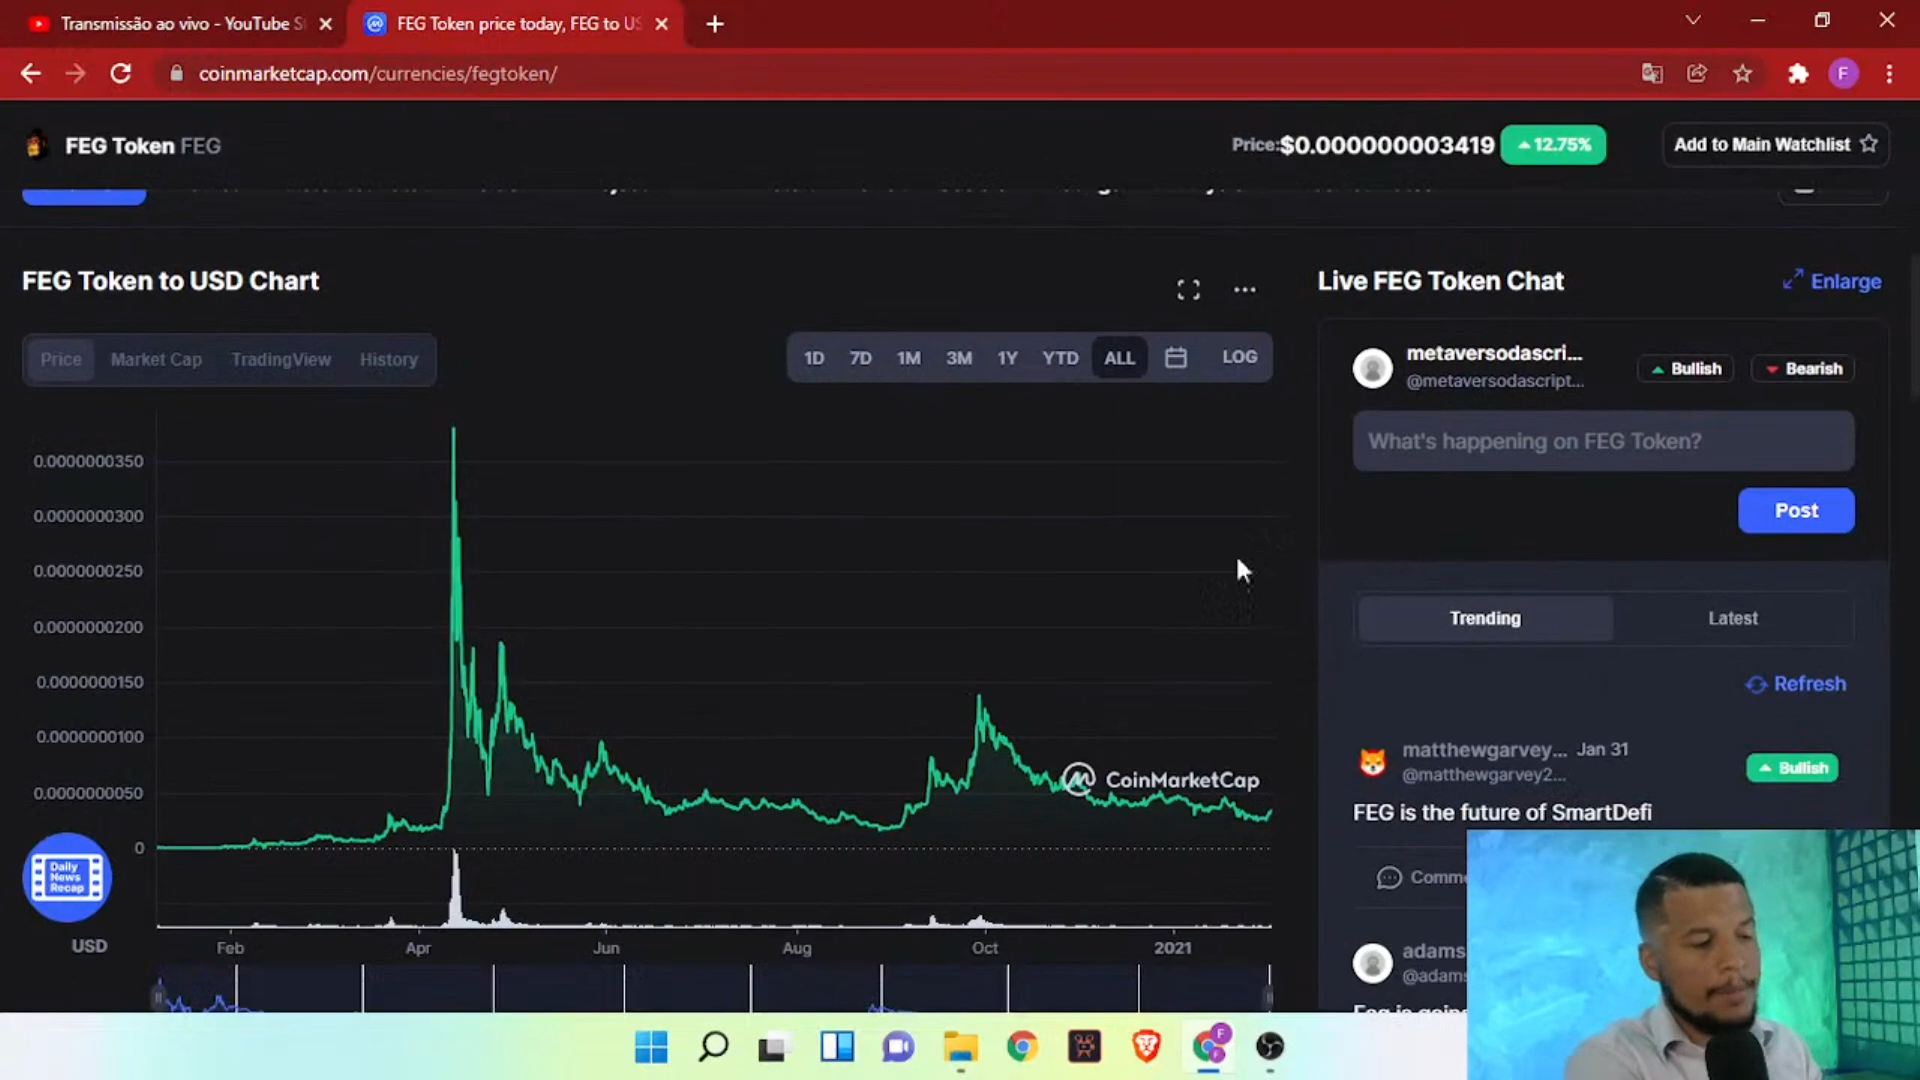 Transmissão ao vivo - YouTube S
FEG Token price today, FEG to US
coinmarketcap.com/currencies/fegtoken/
F
FEG Token FEG
Price:$0.000000003419
12.75%
Add to Main Watchlist
FEG Token to USD Chart
Live FEG Token Chat
Enlarge
Price
Market Cap
TradingView
History
1D
7D
1M
3M
1Y
YTD
ALL
LOG
metaversodascri...
@metaversodascript...
Bullish
Bearish
What's happening on FEG Token?
Post
0.0000000350
0.0000000300
0.0000000250
0.0000000200
0.0000000150
0.0000000100
0.0000000050
0
CoinMarketCap
Trending
Latest
Refresh
matthewgarvey... Jan 31
@matthewgarvey2...
Bullish
FEG is the future of SmartDefi
Comme
adams
@adams
Daily
News
Recap
USD
Feb
Apr
Jun
Aug
Oct
2021
F
F